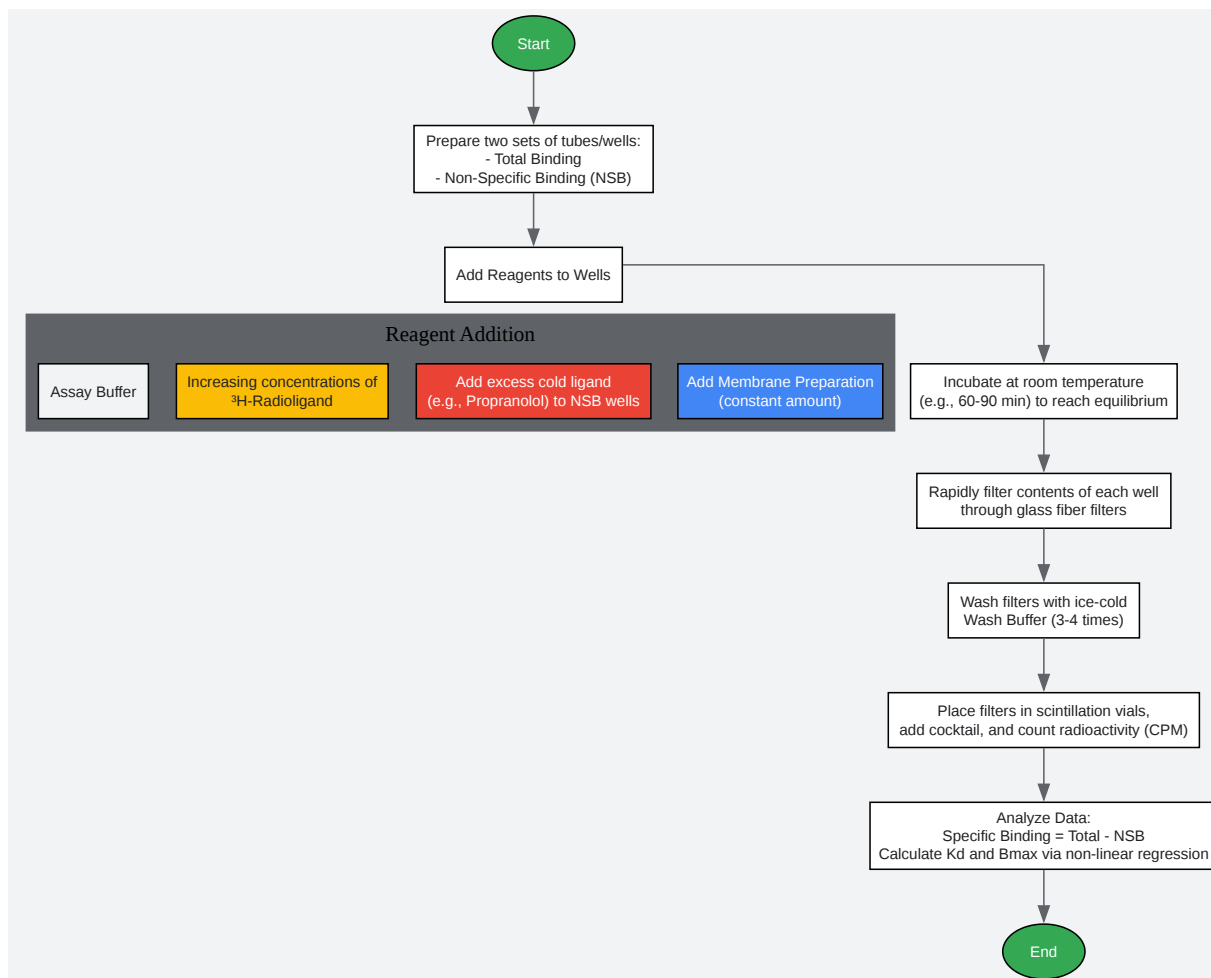 Start
Prepare two sets of tubes/wells:
- Total Binding
- Non-Specific Binding (NSB)
Add Reagents to Wells
Reagent Addition
Assay Buffer
Increasing concentrations of
³H-Radioligand
Add excess cold ligand
(e.g., Propranolol) to NSB wells
Add Membrane Preparation
(constant amount)
Incubate at room temperature
(e.g., 60-90 min) to reach equilibrium
Rapidly filter contents of each well
through glass fiber filters
Wash filters with ice-cold
Wash Buffer (3-4 times)
Place filters in scintillation vials,
add cocktail, and count radioactivity (CPM)
Analyze Data:
Specific Binding = Total - NSB
Calculate Kd and Bmax via non-linear regression
End